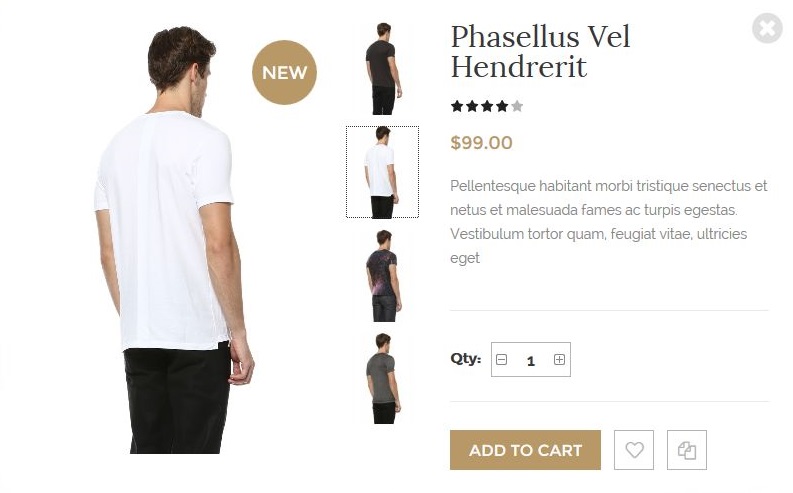 NEW
Phasellus Vel
Hendrerit
$99.00
Pellentesque habitant morbi tristique senectus et
netus et malesuada fames ac turpis egestas.
Vestibulum tortor quam, feugiat vitae, ultricies
eget
Qty: 1
ADD TO CART